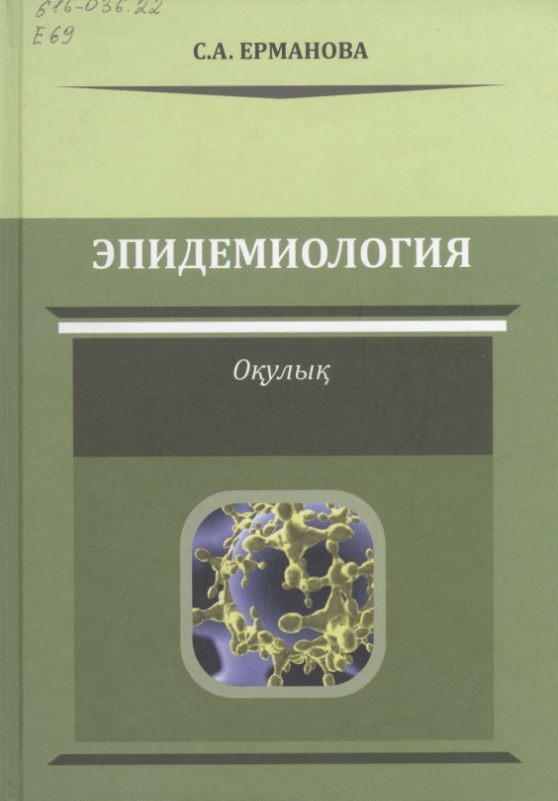 616-036.22
Е69
С.А. ЕРМАНОВА
ЭПИДЕМИОЛОГИЯ
Оқулық